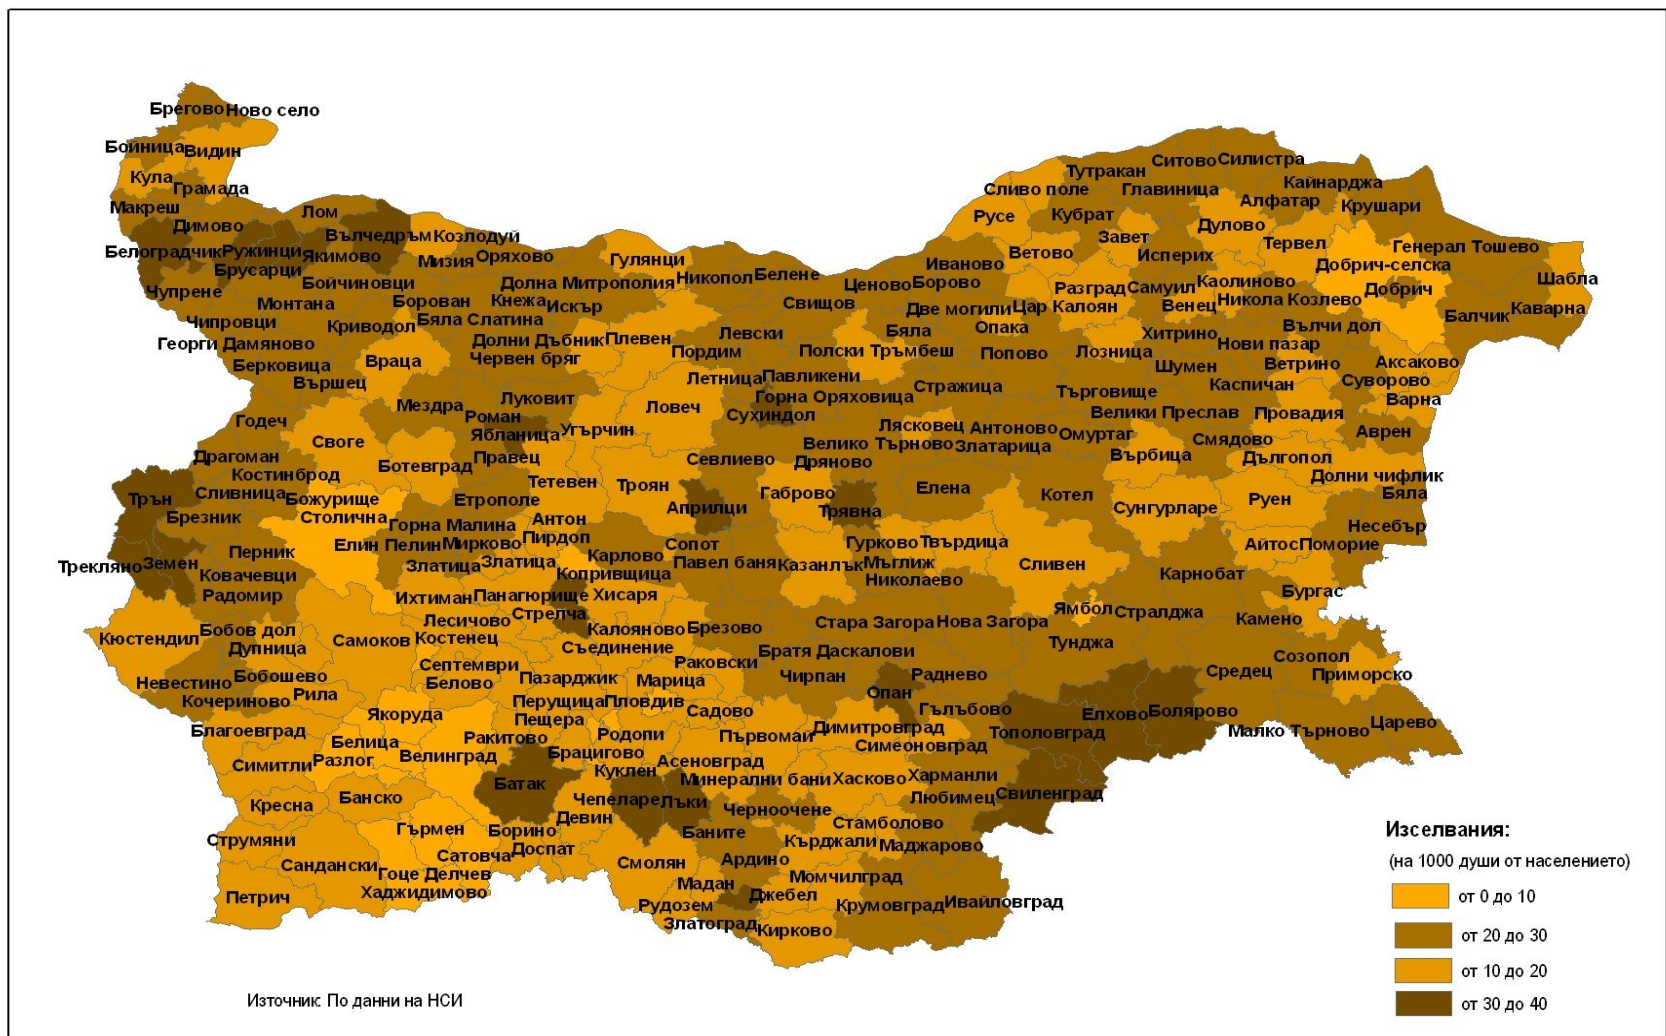 Брегово Ново село
Бойница
Видин
Кула
Грамада
Макреш
Димово
Лом
Белоградчик
Ружинци
Вълчедръм
Козлодуй
Брусарци
Якимово
Мизия
Оряхово
Чупрене
Бойчиновци
Монтана
Чипровци
Георги Дамяново
Берковица
Вършец
Криводол
Враца
Борован
Бяла Слатина
Кнежа
Искър
Долна Митрополия
Гулянци
Никопол
Белене
Свищов
Долни Дъбник
Червен бряг
Плевен
Пордим
Левски
Летница
Ловеч
Павликени
Горна Оряховица
Сухиндол
Полски Тръмбеш
Ценово
Борово
Иваново
Две могили
Бяла
Опака
Попово
Стражица
Сливо поле
Русе
Ветово
Кубрат
Тутракан
Главиница
Ситово
Силистра
Кайнарджа
Алфатар
Крушари
Дулово
Завет
Исперих
Тервел
Генерал Тошево
Добрич-селска
Добрич
Шабла
Каварна
Балчик
Разград
Цар Калоян
Самуил
Каолиново
Венец
Никола Козлево
Лозница
Хитрино
Нови пазар
Вълчи дол
Шумен
Каспичан
Ветрино
Аксаково
Суворово
Варна
Търговище
Велики Преслав
Провадия
Аврен
Омуртаг
Смядово
Върбица
Дългопол
Долни чифлик
Бяла
Лясковец
Антоново
Златарица
Велико
Търново
Дряново
Севлиево
Габрово
Трявна
Елена
Котел
Сунгурларе
Руен
Несебър
Айтос
Поморие
Карнобат
Бургас
Камено
Мездра
Роман
Луковит
Ябланица
Угърчин
Правец
Годеч
Своге
Драгоман
Костинброд
Ботевград
Тетевен
Троян
Априлци
Трън
Сливница
Божурище
Столична
Етрополе
Антон
Брезник
Горна Малина
Елин Пелин
Мирково
Пирдоп
Сопот
Карлово
Павел баня
Казанлък
Гурково
Твърдица
Мъглиж
Николаево
Сливен
Трекляно
Земен
Перник
Ковачевци
Радомир
Златица
Златица
Копривщица
Ихтиман
Панагюрище
Хисаря
Лесичово
Стрелча
Калояново
Брезово
Стара Загора
Нова Загора
Ямбол
Стралджа
Тунджа
Кюстендил
Бобов дол
Дупница
Самоков
Костенец
Септември
Белово
Съединение
Раковски
Братя Даскалови
Чирпан
Раднево
Опан
Гълъбово
Средец
Созопол
Приморско
Невестино
Бобошево
Кочериново
Рила
Пазарджик
Марица
Перущица
Пловдив
Садово
Якоруда
Пещера
Родопи
Благоевград
Белица
Разлог
Велинград
Ракитово
Брацигово
Куклен
Асеновград
Първомай
Димитровград
Симеоновград
Тополовград
Елхово
Болярово
Малко Търново
Царево
Симитли
Банско
Кресна
Батак
Чепеларе
Лъки
Минерални бани
Хасково
Харманли
Любимец
Свиленград
Девин
Баните
Черноочене
Стамболово
Маджарово
Кърджали
Струмяни
Сандански
Гърмен
Борино
Доспат
Сатовча
Гоце Делчев
Хаджидимово
Петрич
Смолян
Ардино
Мадан
Момчилград
Джебел
Рудозем
Златоград
Кирково
Крумовград
Ивайловград
Изселвания:
(на 1000 души от населението)
от 0 до 10
от 20 до 30
от 10 до 20
от 30 до 40
Източник: По данни на НСИ